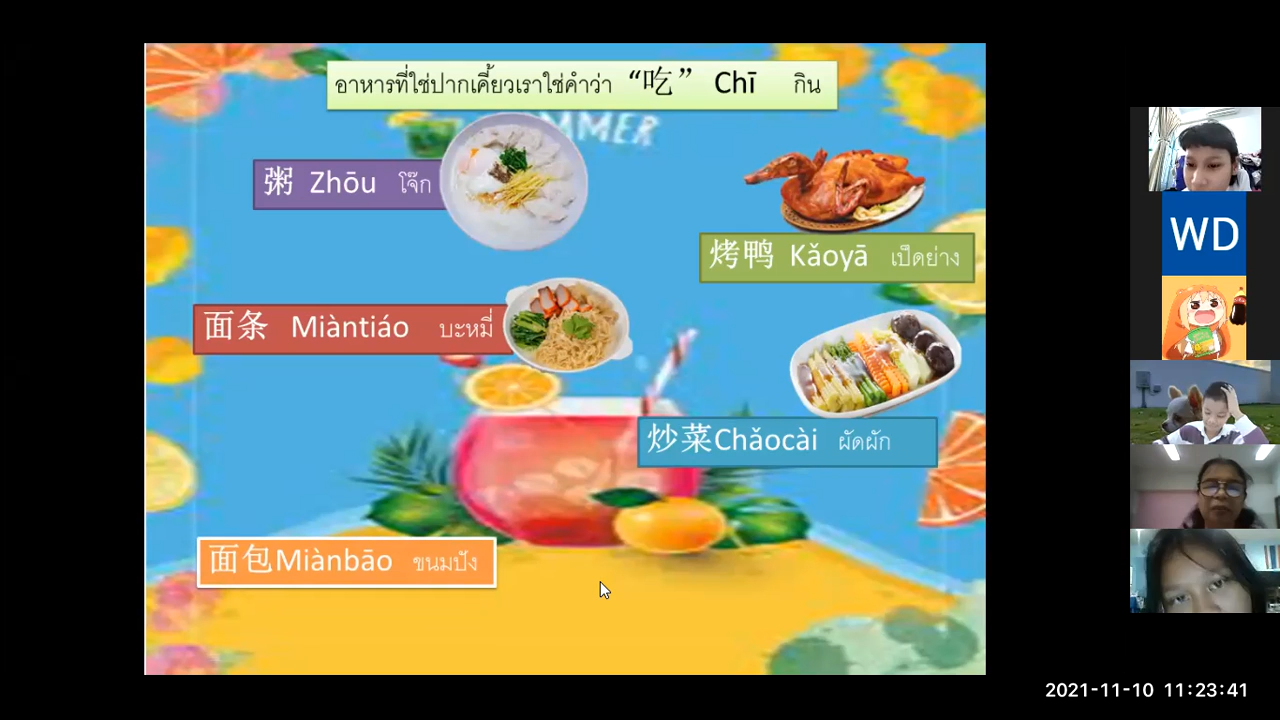 อาหารที่ใช่ปากเคี้ยวเราใช่คำว่า “吃” Chī กิน
MMER
粥 Zhōu โจ๊ก
烤鸭 Kǎoyā เป็ดย่าง
面条 Miàntiáo บะหมี่
炒菜Chǎocài ผัดผัก
面包Miànbāo ขนมปัง
WD
2021-11-10 11:23:41